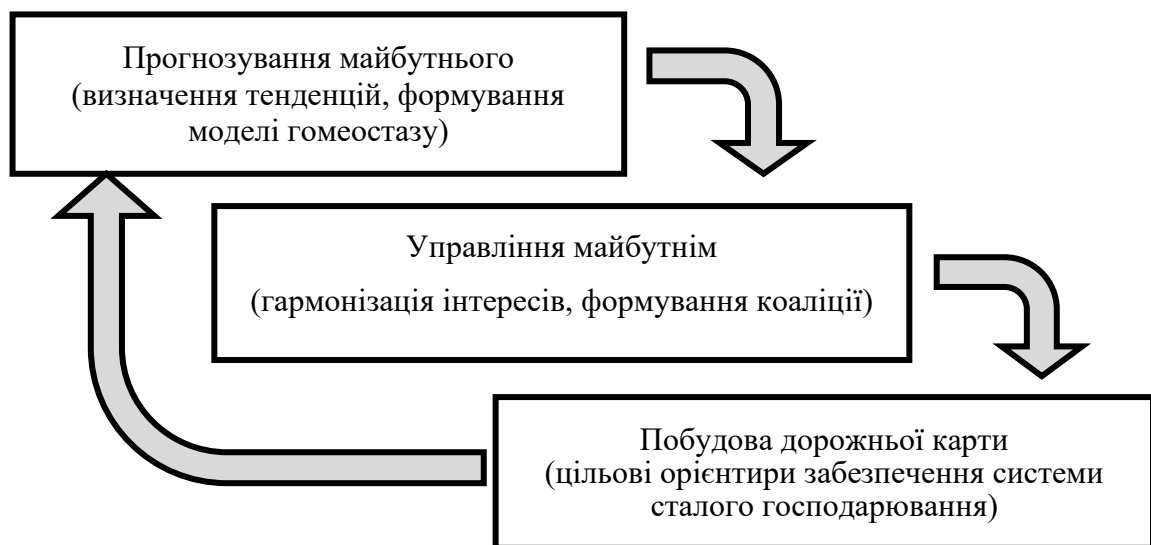 Прогнозування майбутнього
(визначення тенденцій, формування
моделі гомеостазу)
Управління майбутнім
(гармонізація інтересів, формування коаліції)
Побудова дорожньої карти
(цільові орієнтири забезпечення системи
сталого господарювання)